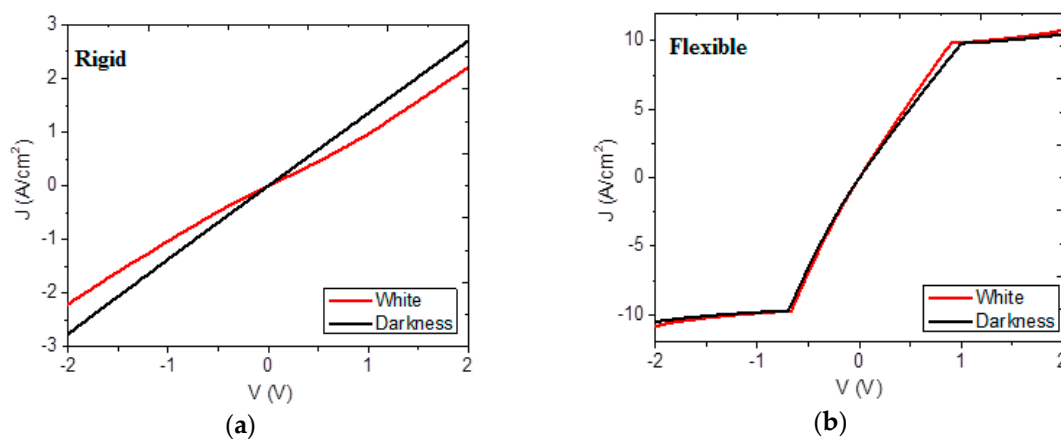 Rigid
J (A/cm²)
3
2
1
0
-1
-2
-3
-2
-1
0
1
2
V (V)
White
Darkness
(a)
Flexible
J (A/cm²)
10
5
0
-5
-10
-2
-1
0
1
2
V (V)
White
Darkness
(b)